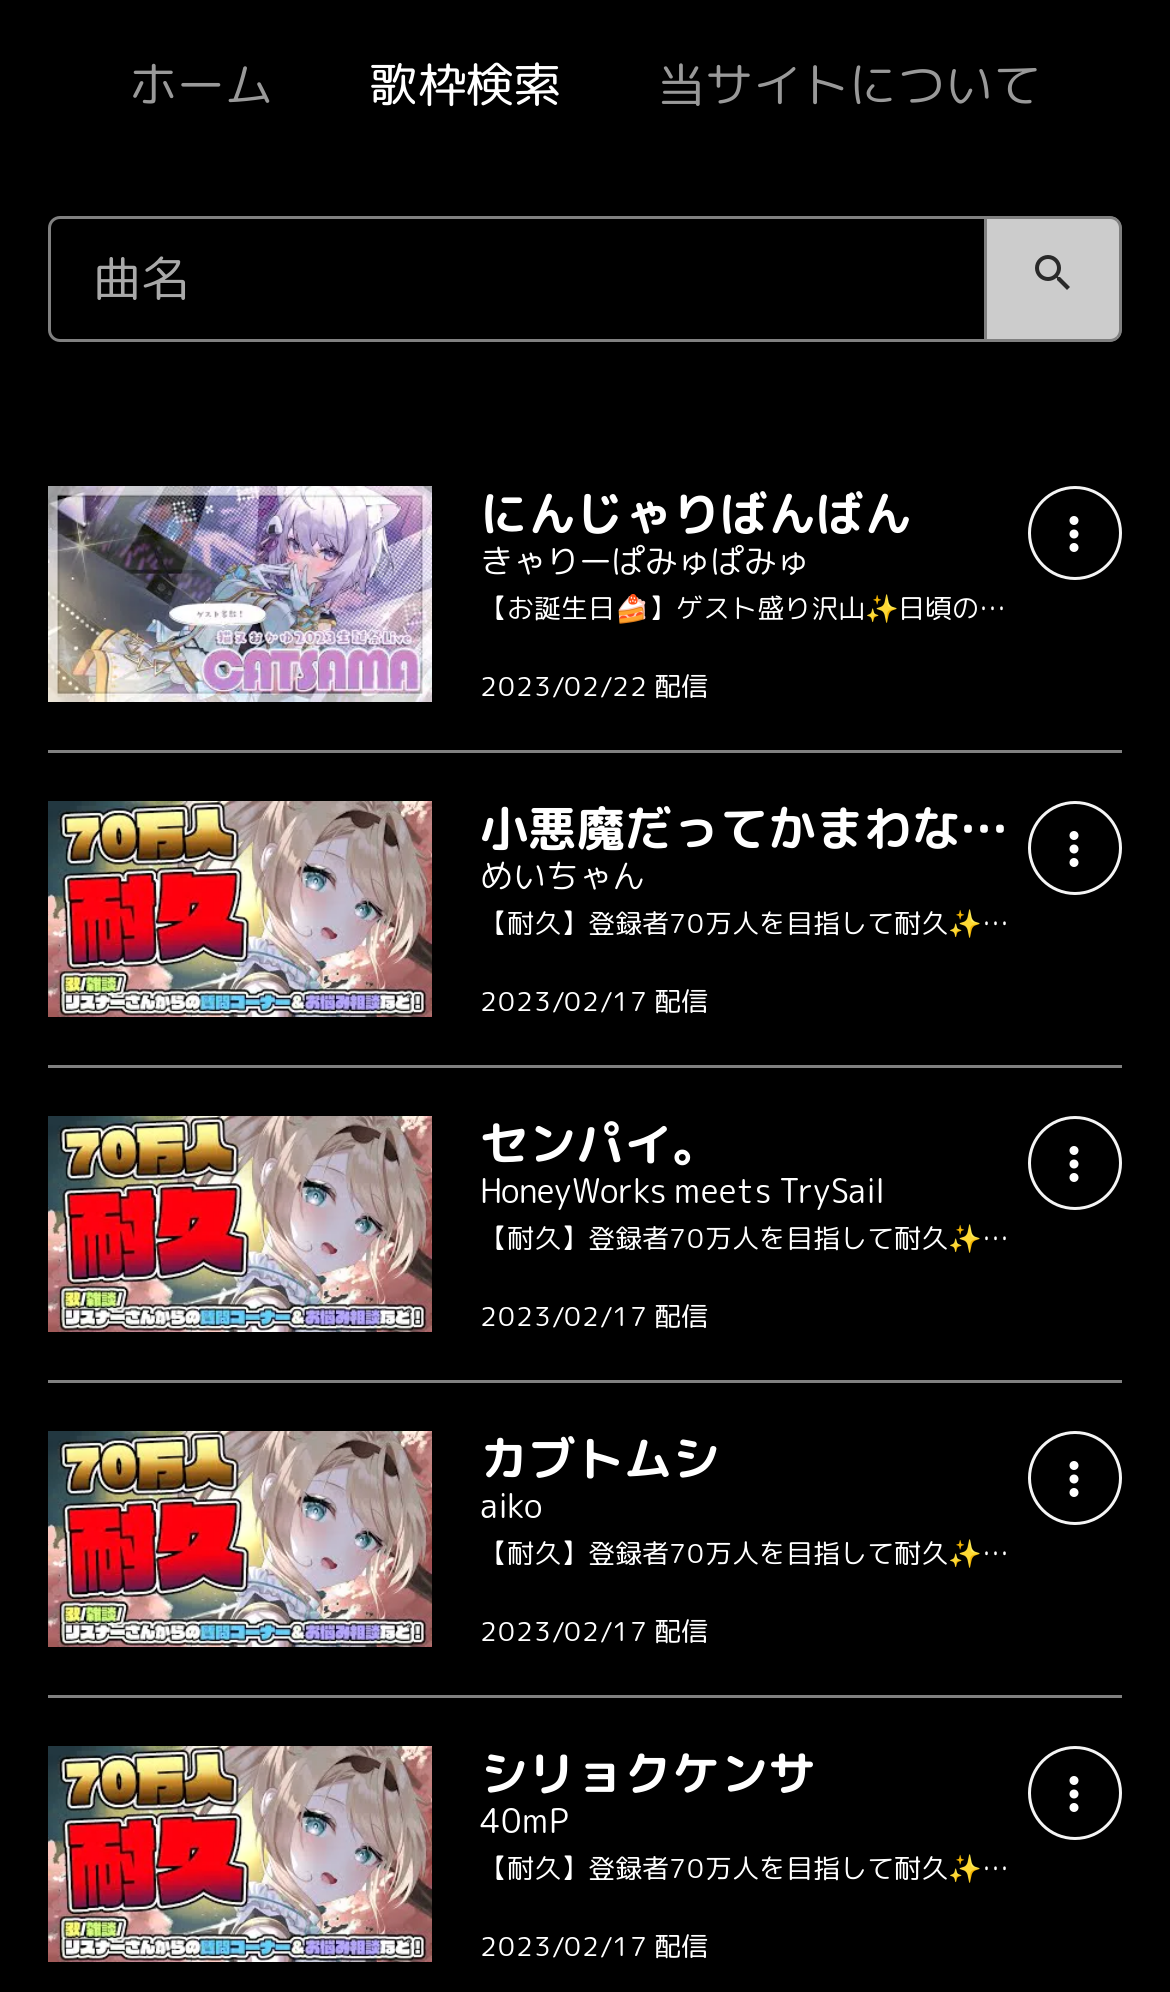 ホーム 歌枠検索 当サイトについて
曲名
ゲスト多数！
猫又おかゆ2023生誕祭Live
CATSAMA
にんじゃりばんばん
きゃりーぱみゅぱみゅ
【お誕生日🍰】ゲスト盛り沢山✨日頃の…
2023/02/22 配信
70万人
耐久
歌/雑談/
リスナーさんからの質問コーナー&お悩み相談など！
小悪魔だってかまわな…
めいちゃん
【耐久】登録者70万人を目指して耐久✨…
2023/02/17 配信
70万人
耐久
歌/雑談/
リスナーさんからの質問コーナー&お悩み相談など！
センパイ。
HoneyWorks meets TrySail
【耐久】登録者70万人を目指して耐久✨…
2023/02/17 配信
70万人
耐久
歌/雑談/
リスナーさんからの質問コーナー&お悩み相談など！
カブトムシ
aiko
【耐久】登録者70万人を目指して耐久✨…
2023/02/17 配信
70万人
耐久
歌/雑談/
リスナーさんからの質問コーナー&お悩み相談など！
シリョクケンサ
40mP
【耐久】登録者70万人を目指して耐久✨…
2023/02/17 配信